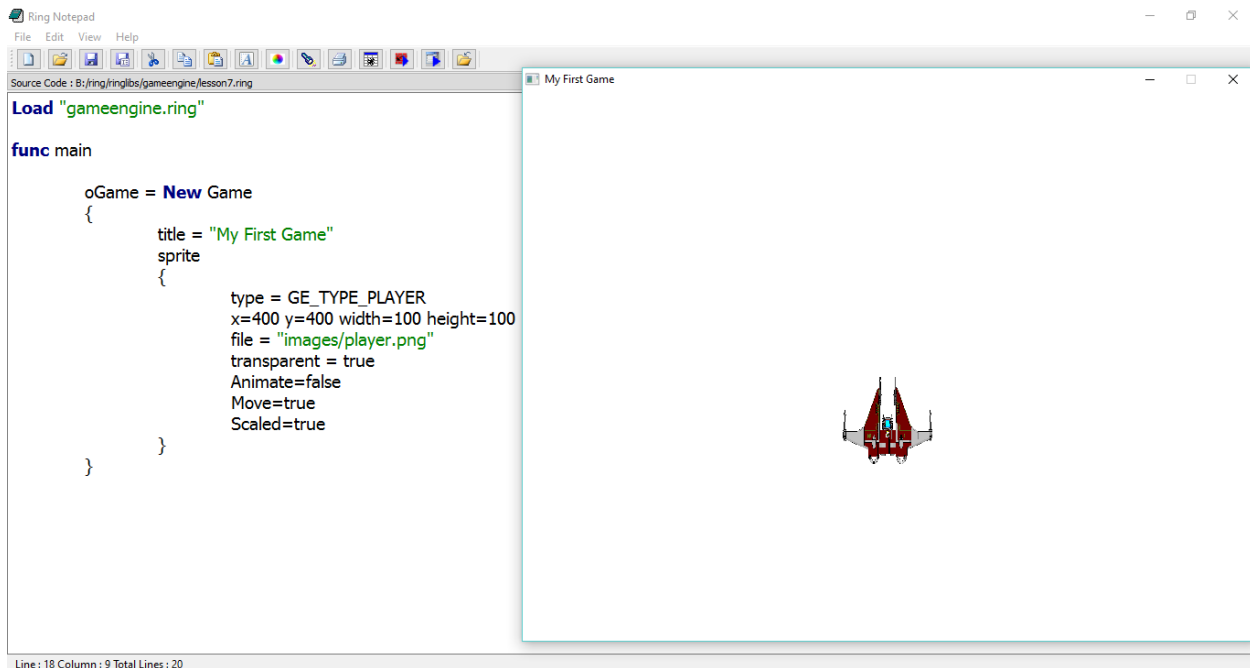 Ring Notepad
File Edit View Help
Source Code : B:/ring/ringlibs/gameengine/lesson7.ring
Load "gameengine.ring"
func main
oGame = New Game
{
title = "My First Game"
sprite
{
type = GE_TYPE_PLAYER
x=400 y=400 width=100 height=100
file = "images/player.png"
transparent = true
Animate=false
Move=true
Scaled=true
}
}
My First Game
Line : 18 Column : 9 Total Lines : 20